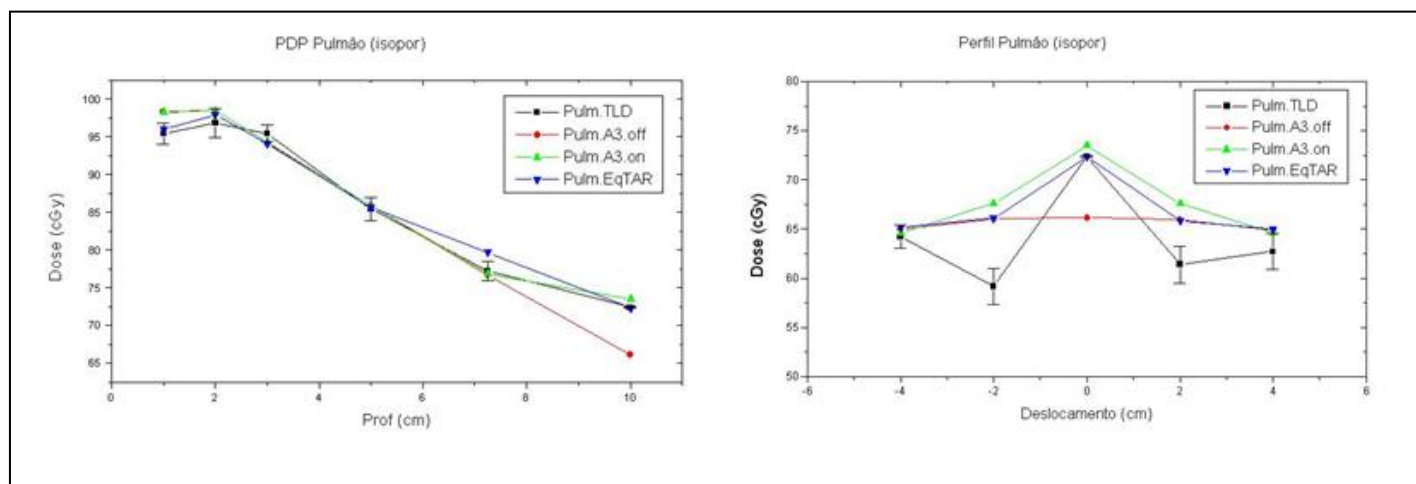 PDP Pulmão (isopor)
Dose (cGy)
100
95
90
85
80
75
70
65
0
2
4
6
8
10
Prof (cm)
Pulm.TLD
Pulm.A3.off
Pulm.A3.on
Pulm.EqTAR
Perfil Pulmão (isopor)
Dose (cGy)
80
75
70
65
60
55
50
-6
-4
-2
0
2
4
6
Deslocamento (cm)
Pulm.TLD
Pulm.A3.off
Pulm.A3.on
Pulm.EqTAR